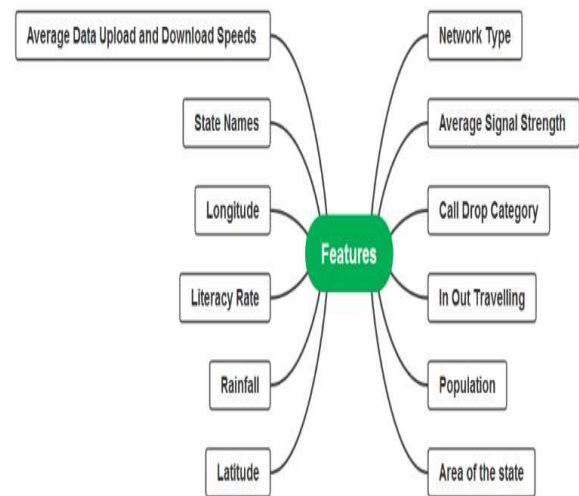 Average Data Upload and Download Speeds
State Names
Longitude
Literacy Rate
Rainfall
Latitude
Features
Network Type
Average Signal Strength
Call Drop Category
In Out Travelling
Population
Area of the state